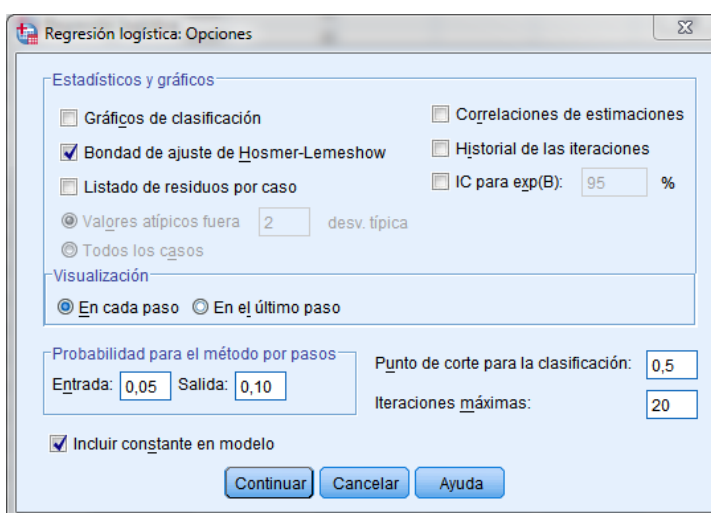 Regresión logística: Opciones
Estadísticos y gráficos
Gráficos de clasificación
Bondad de ajuste de Hosmer-Lemeshow
Listado de residuos por caso
Valores atípicos fuera 2 desv. típica
Todos los casos
Correlaciones de estimaciones
Historial de las iteraciones
IC para exp(B): 95 %
Visualización
En cada paso En el último paso
Probabilidad para el método por pasos
Entrada: 0,05 Salida: 0,10
Punto de corte para la clasificación: 0,5
Iteraciones máximas: 20
Incluir constante en modelo
Continuar Cancelar Ayuda